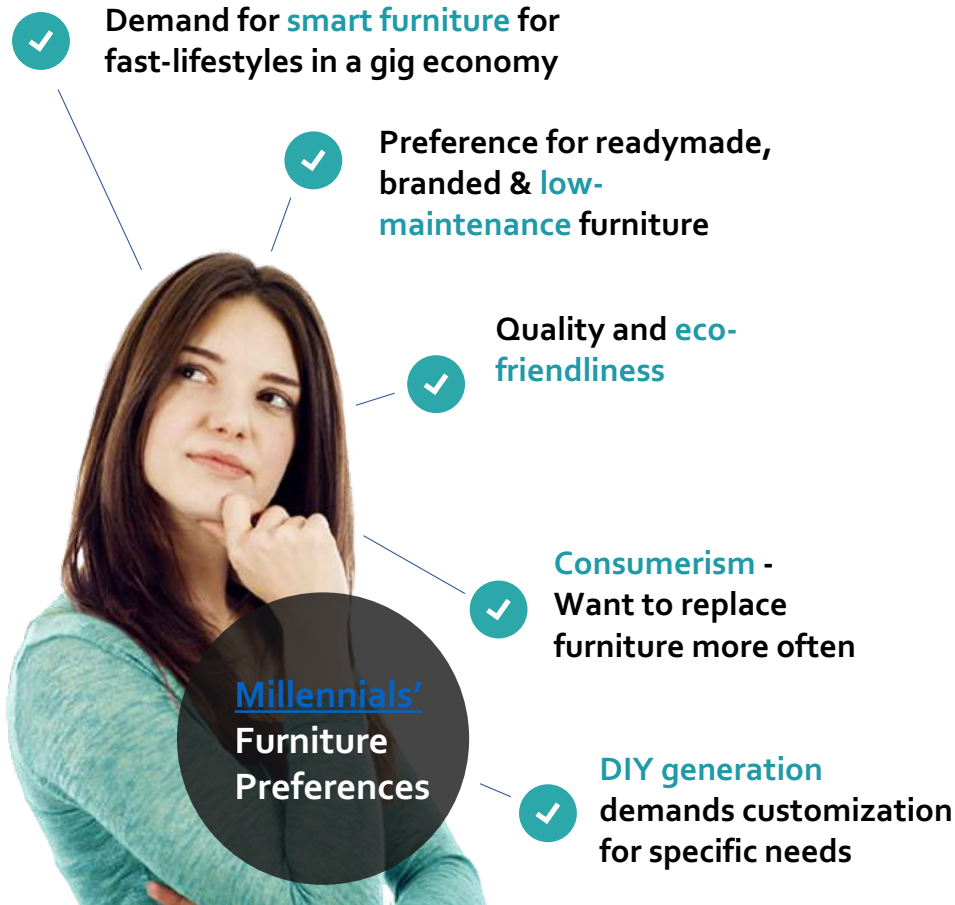 Demand for smart furniture for
fast-lifestyles in a gig economy
Preference for readymade,
branded & low-
maintenance furniture
Quality and eco-
friendliness
Consumerism -
Want to replace
furniture more often
Millennials’
Furniture
Preferences
DIY generation
demands customization
for specific needs